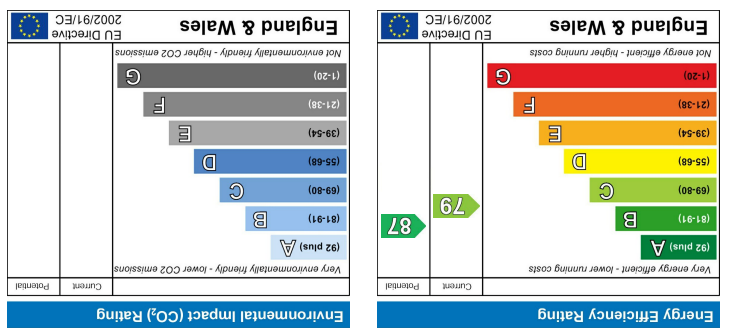 Energy Efficiency Rating
Current Potential
Very energy efficient - lower running costs
(92 plus) A
(81-91) B
(69-80) C
(55-68) D
(39-54) E
(21-38) F
(1-20) G
Not energy efficient - higher running costs
79
87
England & Wales
EU Directive
2002/91/EC
Environmental Impact (CO₂) Rating
Current Potential
Very environmentally friendly - lower CO2 emissions
(92 plus) A
(81-91) B
(69-80) C
(55-68) D
(39-54) E
(21-38) F
(1-20) G
Not environmentally friendly - higher CO2 emissions
England & Wales
EU Directive
2002/91/EC